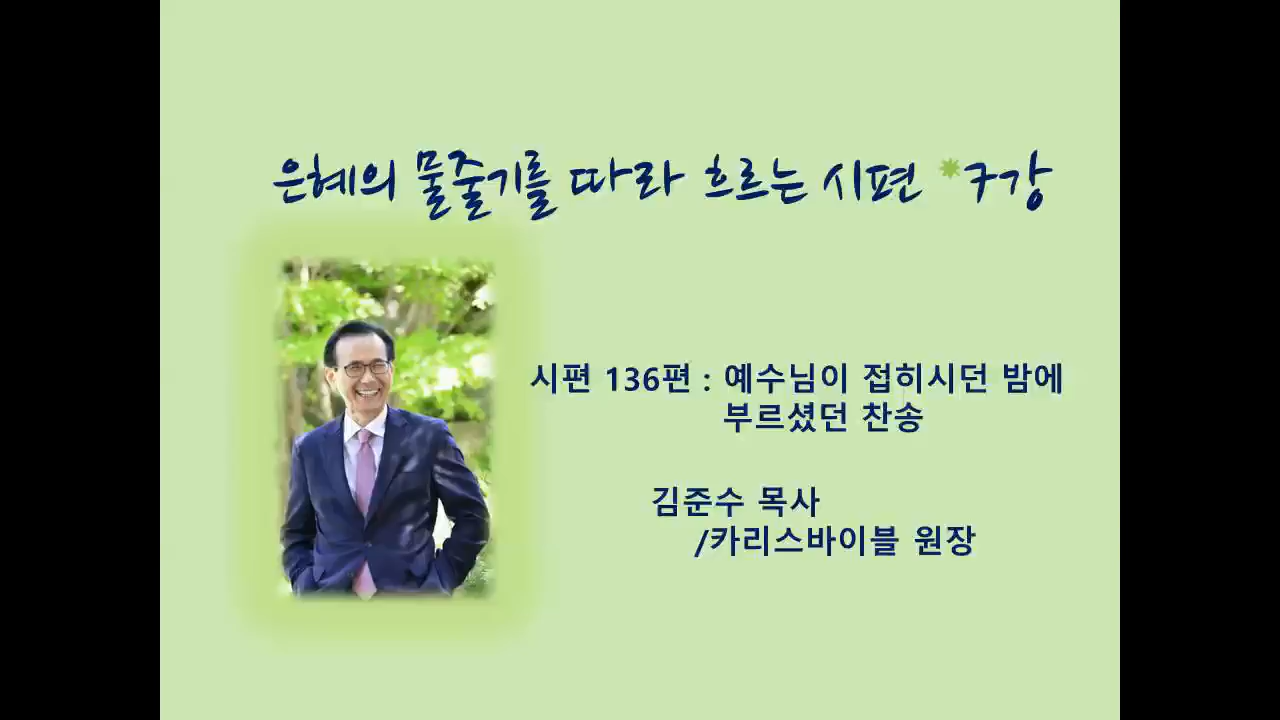 은혜의 물줄기를 따라 흐르는 시편 *7강
시편 136편 : 예수님이 접히시던 밤에
부르셨던 찬송
김준수 목사
/카리스바이블 원장